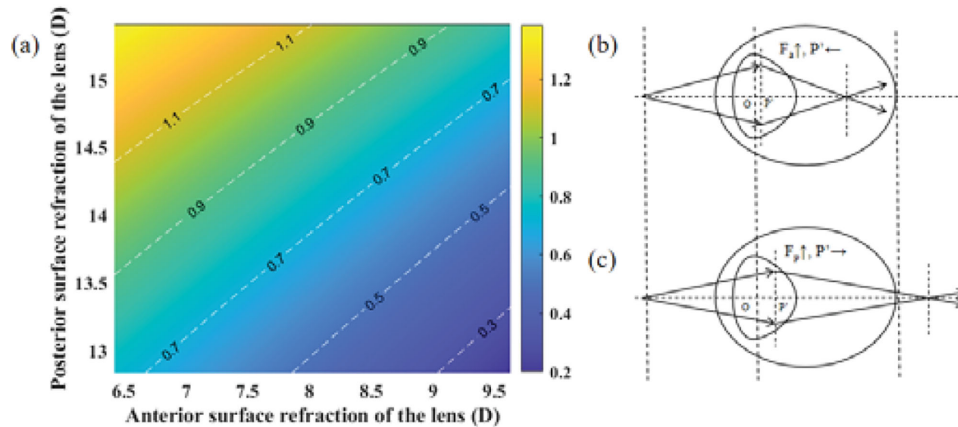 (a)
Posterior surface refraction of the lens (D)
15
14.5
14
13.5
13
6.5 7 7.5 8 8.5 9 9.5
Anterior surface refraction of the lens (D)
1.1
1.1
0.9
0.9
0.9
0.7
0.7
0.7
0.7
0.5
0.5
0.3
1.2
1
0.8
0.6
0.4
0.2
(b)
Fa↑, P'←
O P'
(c)
Fp↑, P'→
O P'